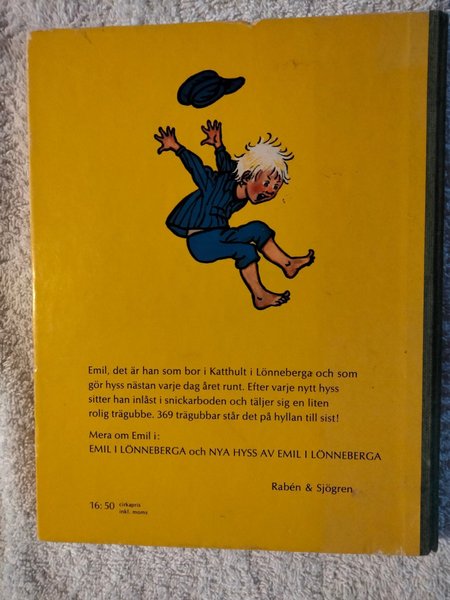 Emil, det är han som bor i Katthult i Lönneberga och som
gör hyss nästan varje dag året runt. Efter varje nytt hyss
sitter han inlåst i snickarboden och täljer sig en liten
rolig trägubbe. 369 trägubbar står det på hyllan till sist!
Mera om Emil i:
EMIL I LÖNNEBERGA och NYA HYSS AV EMIL I LÖNNEBERGA
Rabén & Sjögren
16:50 cirkapris
inkl. moms